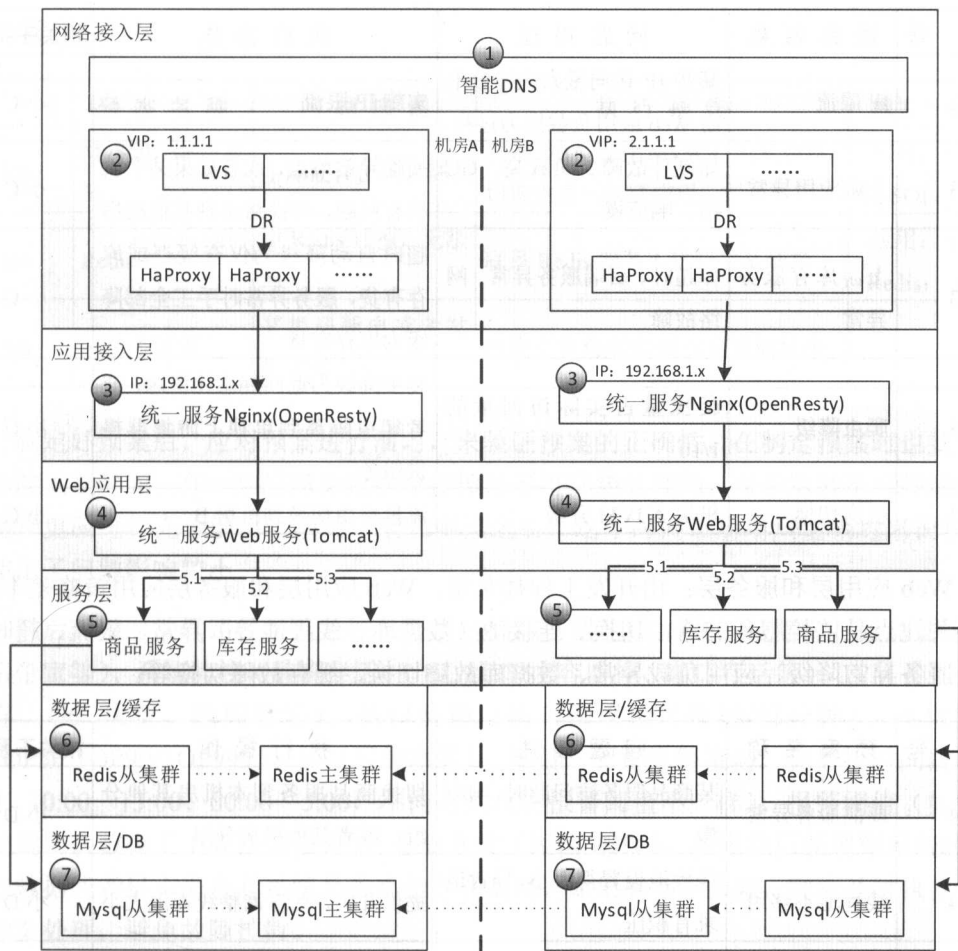 网络接入层
1
智能DNS
机房A
机房B
2
VIP：1.1.1.1
LVS
……
DR
HaProxy
HaProxy
……
2
VIP：2.1.1.1
LVS
……
DR
HaProxy
HaProxy
……
应用接入层
3
IP：192.168.1.x
统一服务Nginx(OpenResty)
3
IP：192.168.1.x
统一服务Nginx(OpenResty)
Web应用层
4
统一服务Web服务(Tomcat)
4
统一服务Web服务(Tomcat)
5.1
5.2
5.3
5.1
5.2
5.3
服务层
5
商品服务
库存服务
……
5
……
库存服务
商品服务
数据层/缓存
6
Redis从集群
Redis主集群
数据层/缓存
6
Redis从集群
Redis从集群
数据层/DB
7
Mysql从集群
Mysql主集群
数据层/DB
7
Mysql从集群
Mysql从集群